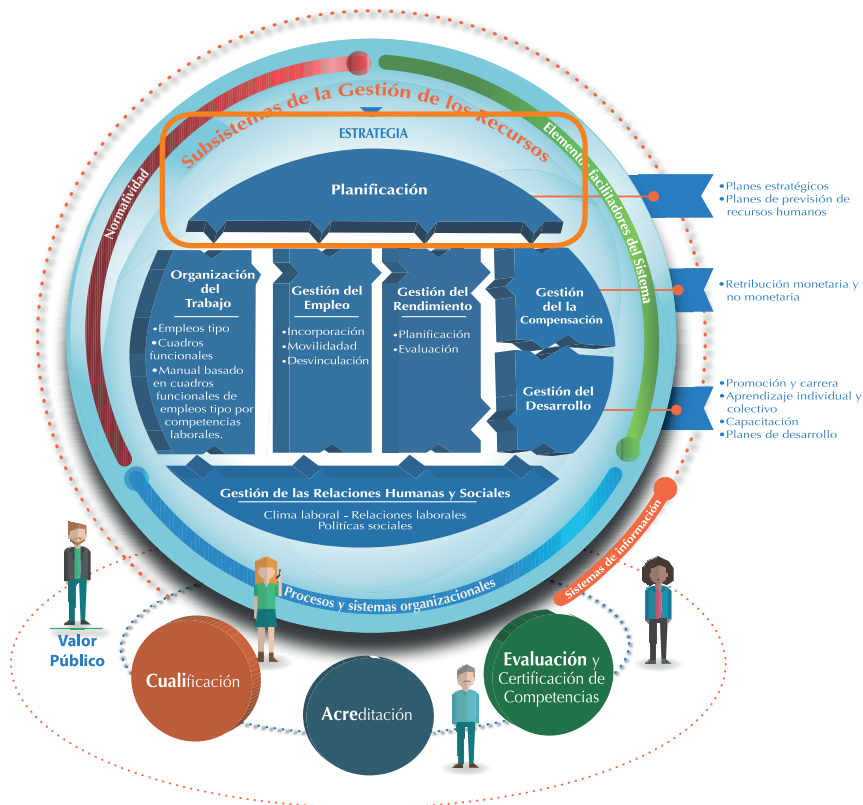 Subsistemas de la Gestión de los Recursos
ESTRATEGIA
Planificación
Normatividad
Elementos facilitadores del Sistema
•Planes estratégicos
•Planes de previsión de
recursos humanos
Organización
del
Trabajo
•Empleos tipo
•Cuadros
funcionales
•Manual basado
en cuadros
funcionales de
empleos tipo por
competencias
laborales.
Gestión del
Empleo
•Incorporación
•Movilidadad
•Desvinculación
Gestión del
Rendimiento
•Planificación
•Evaluación
Gestión
del la
Compensación
•Retribución monetaria y
no monetaria
Gestión del
Desarrollo
•Promoción y carrera
•Aprendizaje individual y
colectivo
•Capacitación
•Planes de desarrollo
Gestión de las Relaciones Humanas y Sociales
Clima laboral – Relaciones laborales
Politícas sociales
Procesos y sistemas organizacionales
Sistemas de información
Valor
Público
Cualificación
Acreditación
Evaluación y
Certificación de
Competencias